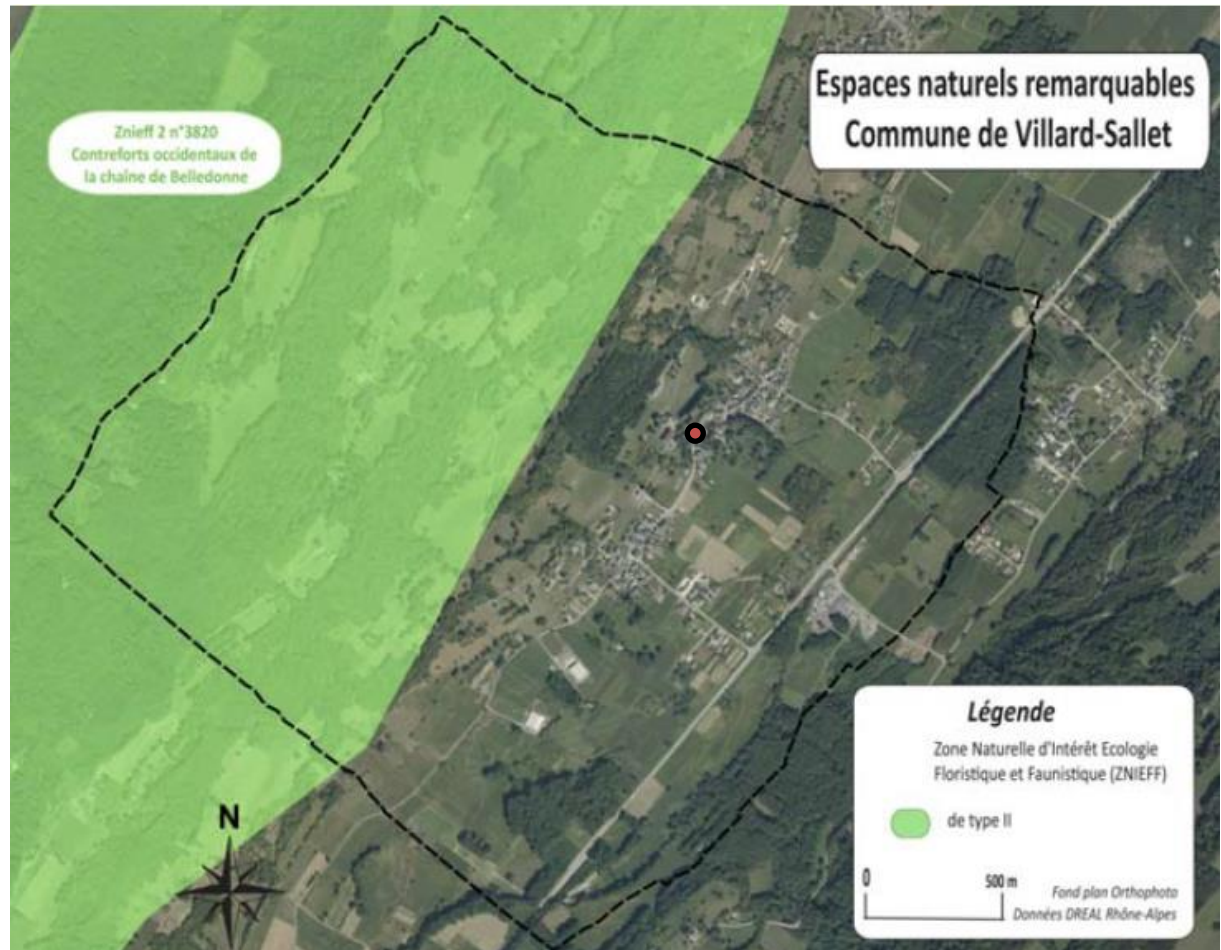 Espaces naturels remarquables
Commune de Villard-Sallet
Znieff 2 n°3820
Contreforts occidentaux de
la chaîne de Belledonne
N
Légende
Zone Naturelle d'Intérêt Ecologie
Floristique et Faunistique (ZNIEFF)
de type II
0
500 m
Fond plan Orthophoto
Données DREAL Rhône-Alpes